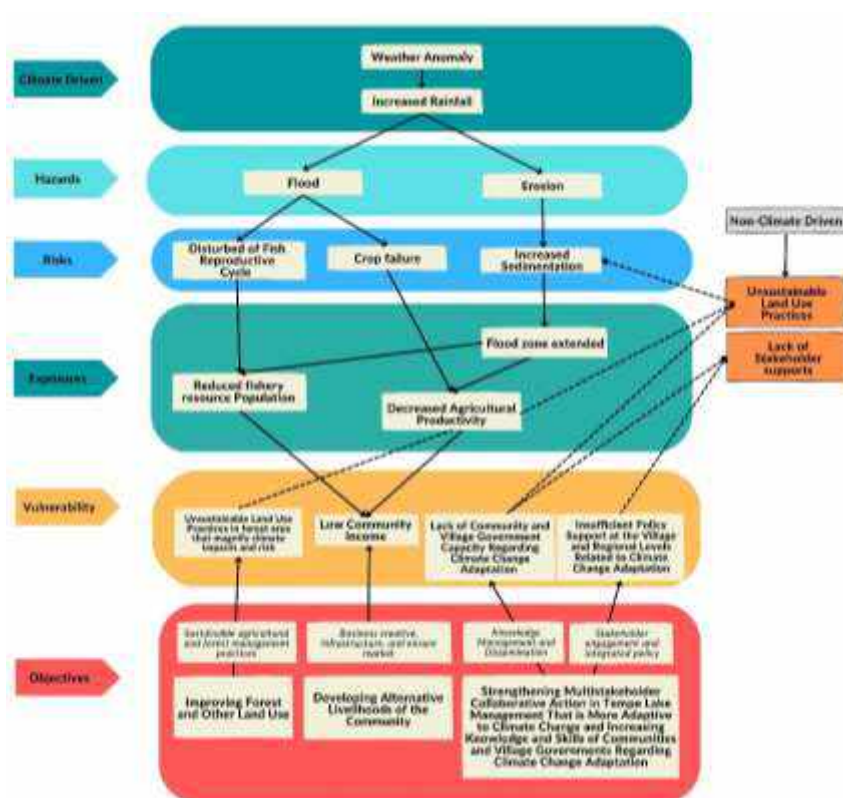 Climate Driven
Weather Anomaly
Increased Rainfall
Hazards
Flood
Erosion
Non-Climate Driven
Risks
Disturbed of Fish
Reproductive
Cycle
Crop failure
Increased
Sedimentation
Unsustainable
Land Use
Practices
Lack of
Stakeholder
supports
Exposures
Flood zone extended
Reduced fishery
resource Population
Decreased Agricultural
Productivity
Vulnerability
Unsustainable Land Use
Practices in forest area
that magnify climate
impacts and risk
Low Community
Income
Lack of Community and
Village Government
Capacity Regarding
Climate Change
Adaptation
Insufficient Policy
Support at the Village
and Regional Levels
Related to Climate
Change Adaptation
Objectives
Sustainable agricultural
and forest management
practices
Business creative,
infrastructure, and ensure
market
Knowledge
Management and
Dissemination
Stakeholder
engagement and
integrated policy
Improving Forest
and Other Land Use
Developing Alternative
Livelihoods of the
Community
Strengthening Multistakeholder
Collaborative Action in Tempe Lake
Management That is More Adaptive
to Climate Change and Increasing
Knowledge and Skills of Communities
and Village Governments Regarding
Climate Change Adaptation